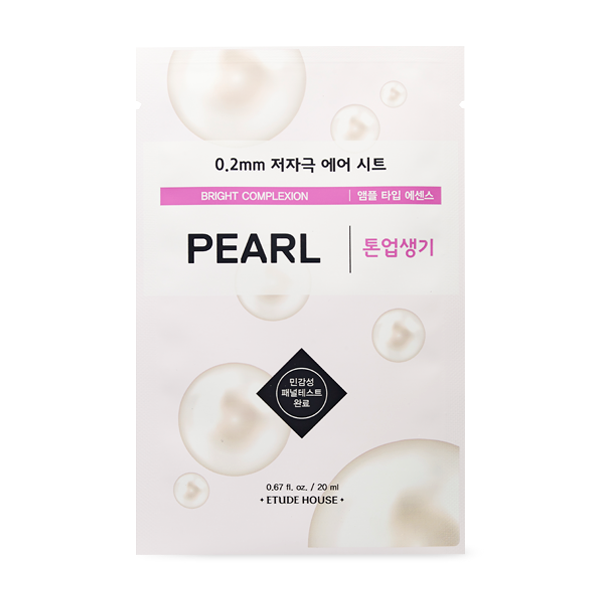 0.2mm 저자극 에어 시트
BRIGHT COMPLEXION | 앰플 타입 에센스
PEARL | 톤업생기
민감성
패널테스트
완료
0.67 fl. oz. / 20 ml
• ETUDE HOUSE •